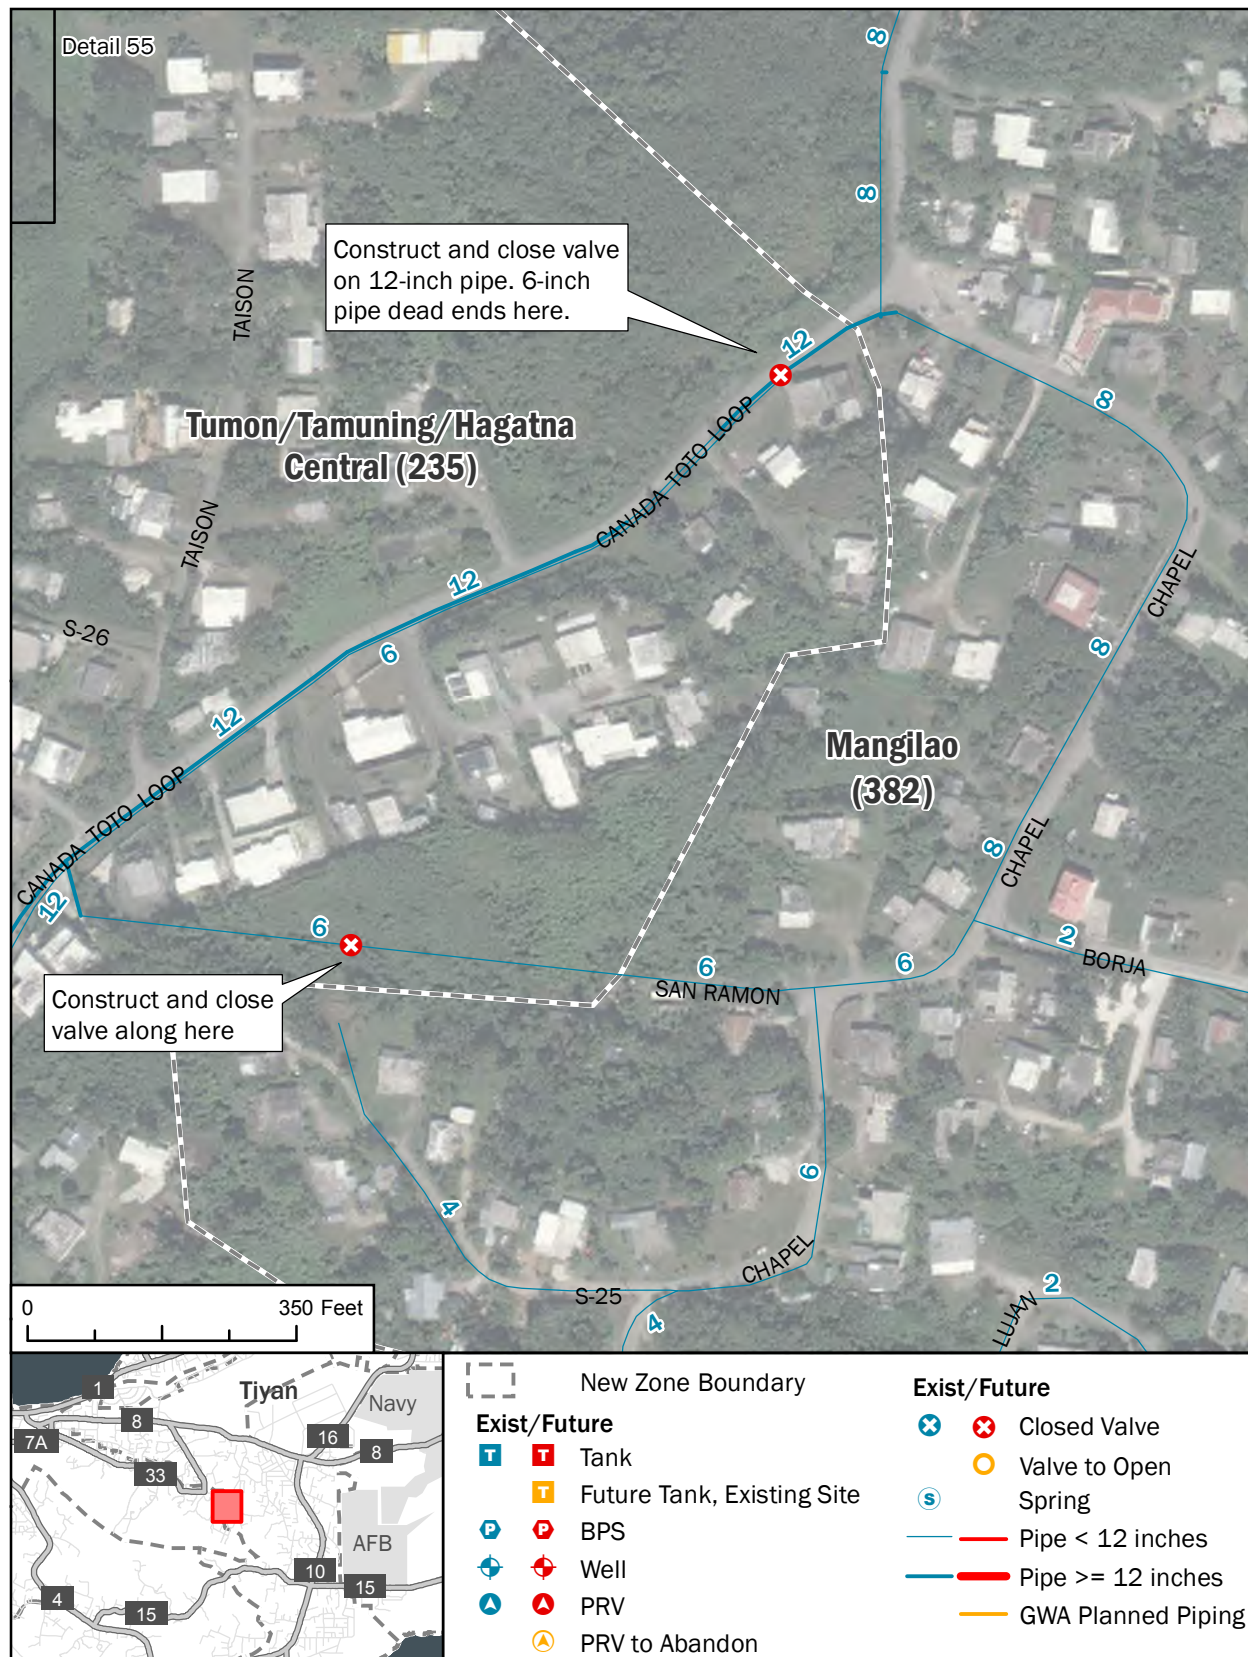 Detail 55
8
8
Construct and close valve
on 12-inch pipe. 6-inch
pipe dead ends here.
TAISON
12
8
Tumon/Tamuning/Hagatna
Central (235)
CANADA TOTO LOOP
TAISON
12
CHAPEL
S-26
6
8
12
Mangilao
(382)
CANADA TOTO LOOP
CHAPEL
8
12
6
2
BORJA
6
6
SAN RAMON
Construct and close
valve along here
6
4
CHAPEL
S-25
2
LUJAN
4
0 350 Feet
1
Tiyan
Navy
8
16
7A
8
33
AFB
10
15
4
15
New Zone Boundary
Exist/Future
T T Tank
T Future Tank, Existing Site
P P BPS
Well
PRV
PRV to Abandon
Exist/Future
Closed Valve
Valve to Open
S Spring
Pipe < 12 inches
Pipe >= 12 inches
GWA Planned Piping